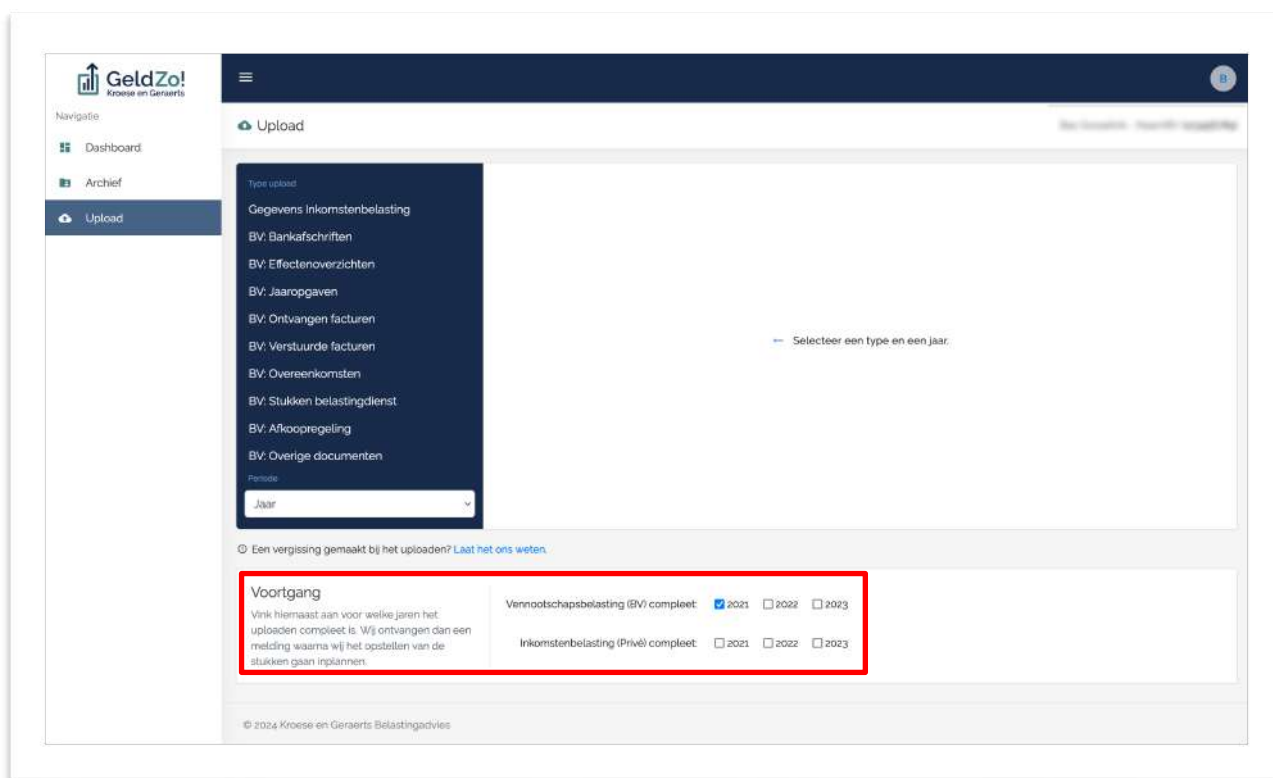 GeldZo!
Kroese en Geraerts
B
Navigatie
Upload
Dashboard
Archief
Upload
Type upload
Gegevens Inkomstenbelasting
BV: Bankafschriften
BV: Effectenoverzichten
BV: Jaaropgaven
BV: Ontvangen facturen
BV: Verstuurde facturen
BV: Overeenkomsten
BV: Stukken belastingdienst
BV: Afkoopregeling
BV: Overige documenten
Periode
Jaar
← Selecteer een type en een jaar.
Een vergissing gemaakt bij het uploaden? Laat het ons weten.
Voortgang
Vink hiernaast aan voor welke jaren het
uploaden compleet is. Wij ontvangen dan een
melding waarna wij het opstellen van de
stukken gaan inplannen.
Vennootschapsbelasting (BV) compleet: 2021 2022 2023
Inkomstenbelasting (Privé) compleet: 2021 2022 2023
© 2024 Kroese en Geraerts Belastingadvies